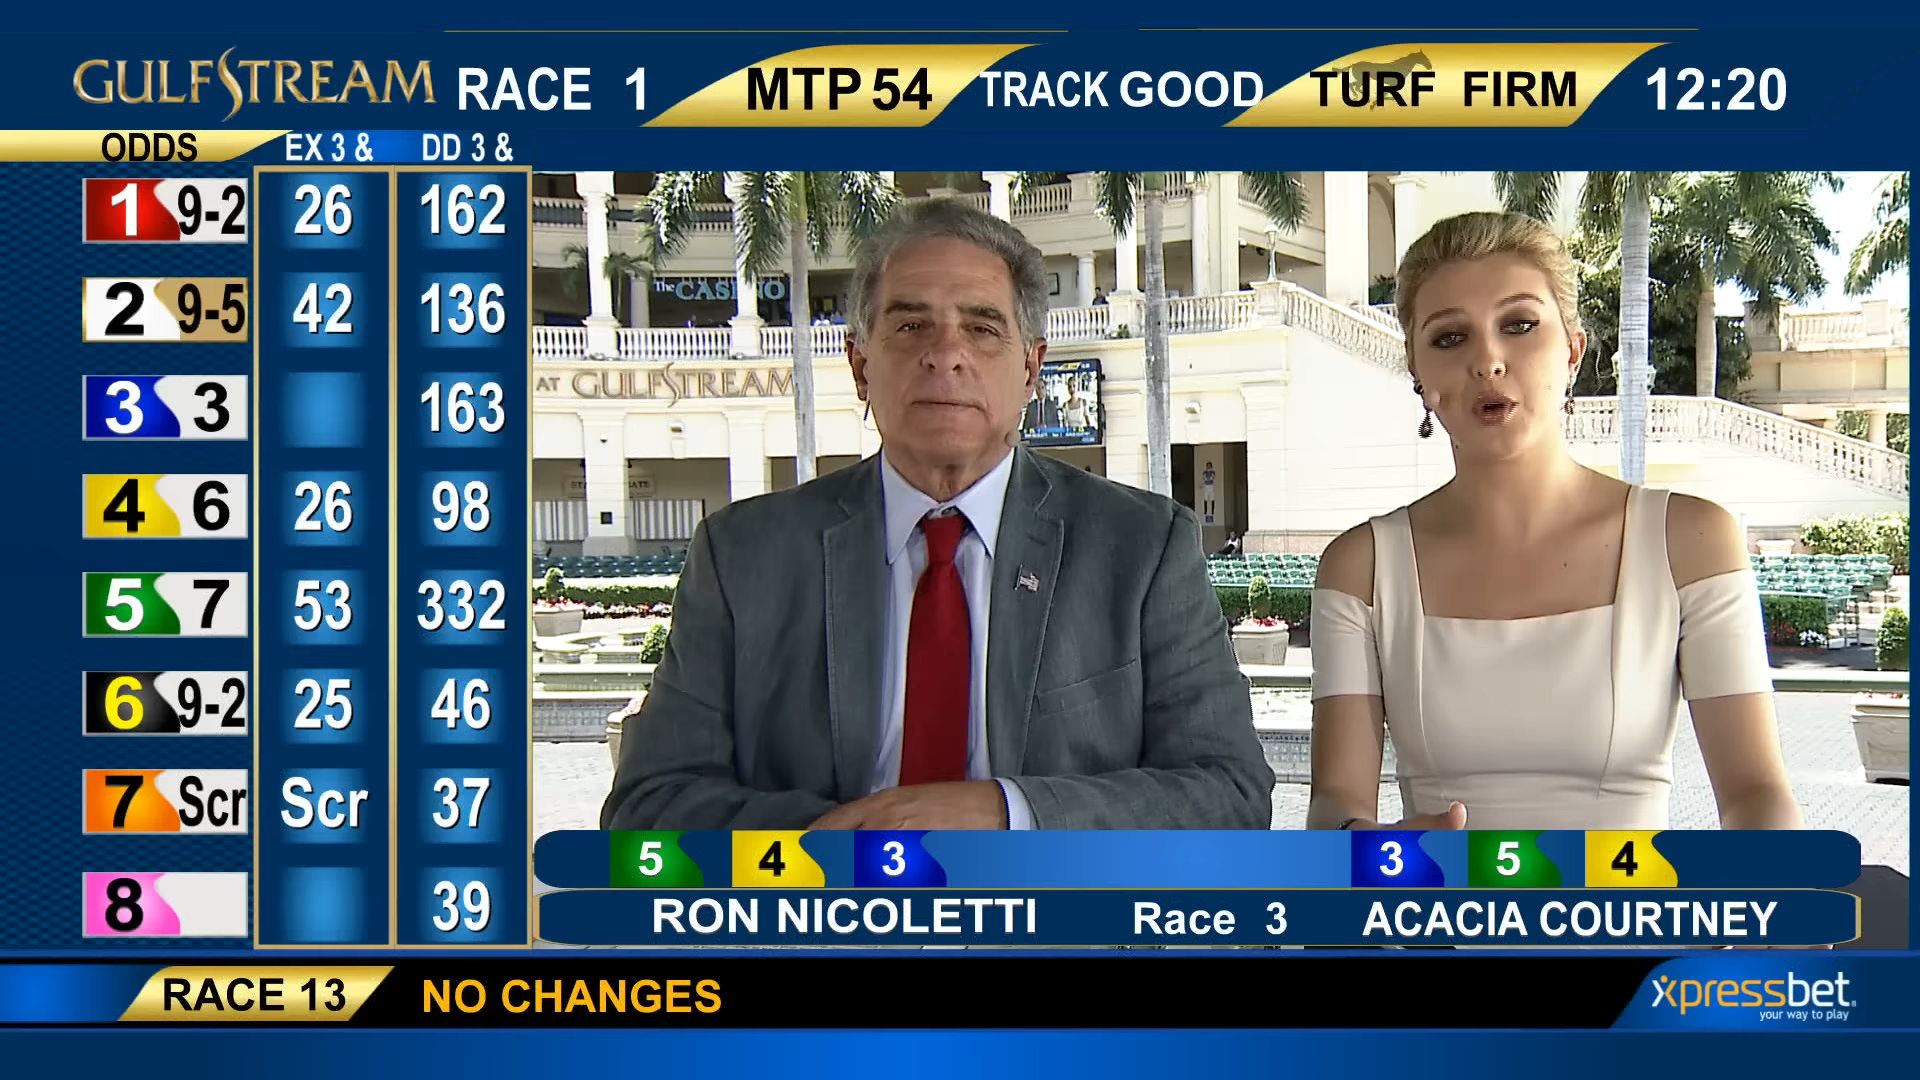 GULFSTREAM RACE 1 MTP 54 TRACK GOOD TURF FIRM 12:20
ODDS EX 3 & DD 3 &
1 9-2 26 162
2 9-5 42 136
3 3 163
4 6 26 98
5 7 53 332
6 9-2 25 46
7 Scr Scr 37
8 39
The CASINO
AT GULFSTREAM
5 4 3 3 5 4
RON NICOLETTI Race 3 ACACIA COURTNEY
RACE 13 NO CHANGES
xpressbet
your way to play